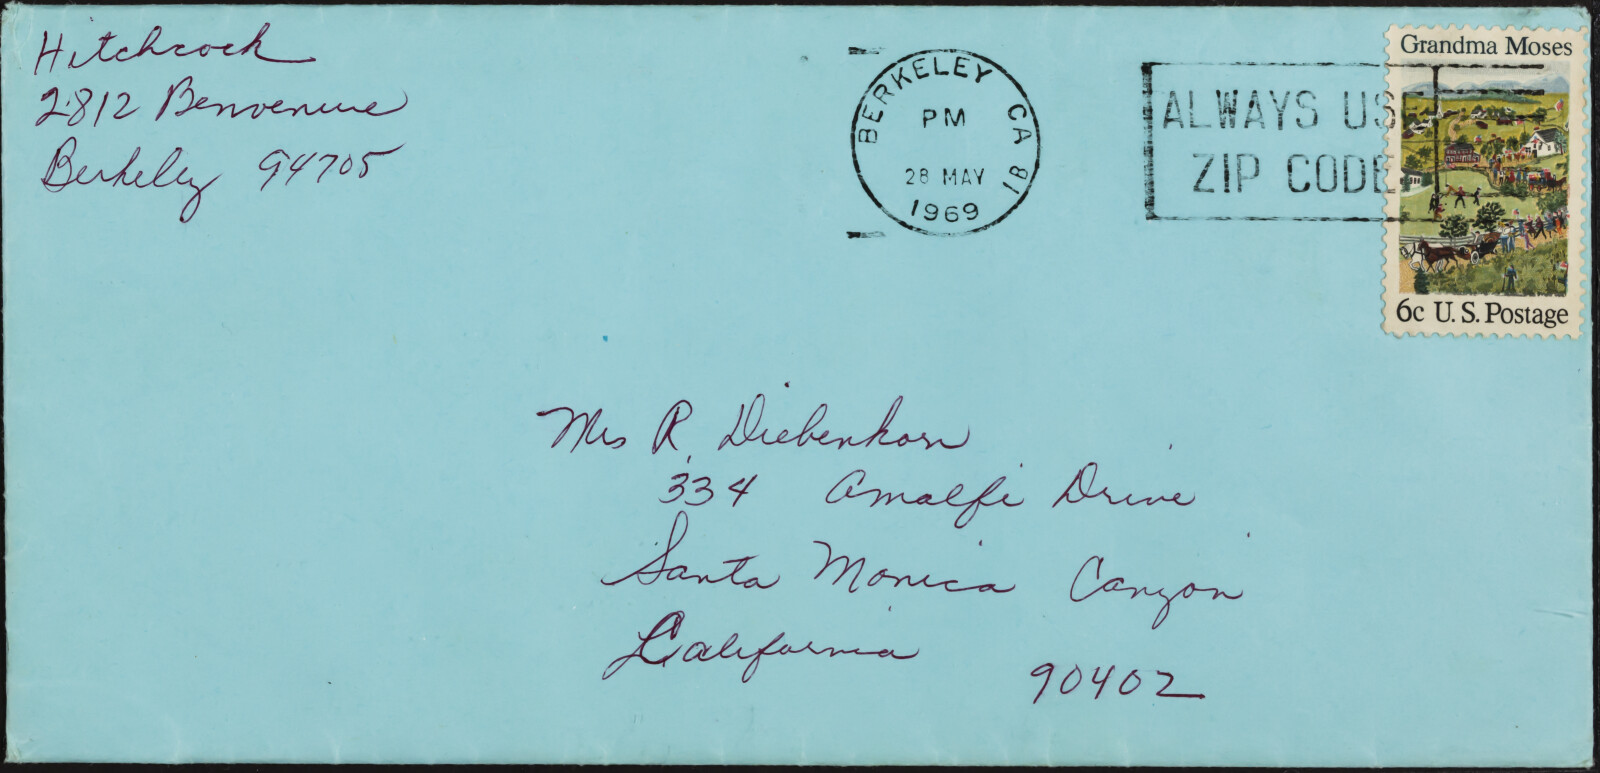 Hitchcock
2812 Benvenue
Berkeley 94705
BERKELEY CA 181
PM
28 MAY
1969
ALWAYS USE
ZIP CODE
Grandma Moses
6c U.S. Postage
Mrs R. Diebenkorn
334 Amalfi Drive
Santa Monica Canyon
California
90402